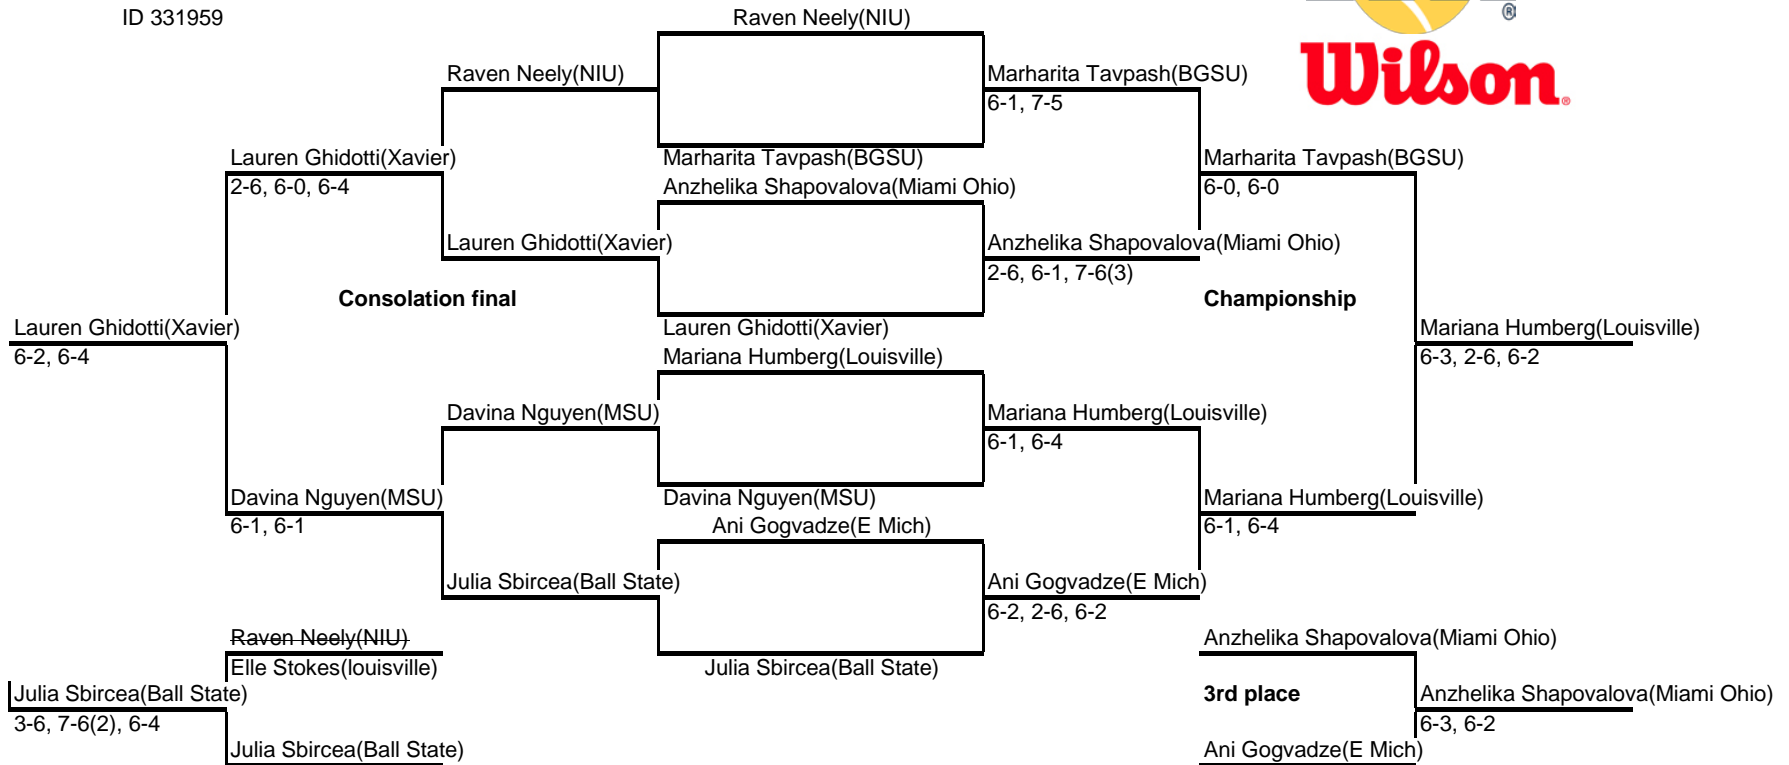 ID 331959
Raven Neely(NIU)
®
Raven Neely(NIU)
Marharita Tavpash(BGSU)
Wilson®
6-1, 7-5
Lauren Ghidotti(Xavier)
Marharita Tavpash(BGSU)
Marharita Tavpash(BGSU)
2-6, 6-0, 6-4
Anzhelika Shapovalova(Miami Ohio)
6-0, 6-0
Lauren Ghidotti(Xavier)
Anzhelika Shapovalova(Miami Ohio)
2-6, 6-1, 7-6(3)
Consolation final
Championship
Lauren Ghidotti(Xavier)
Lauren Ghidotti(Xavier)
Mariana Humberg(Louisville)
6-2, 6-4
Mariana Humberg(Louisville)
6-3, 2-6, 6-2
Davina Nguyen(MSU)
Mariana Humberg(Louisville)
6-1, 6-4
Davina Nguyen(MSU)
Davina Nguyen(MSU)
Mariana Humberg(Louisville)
6-1, 6-1
Ani Gogvadze(E Mich)
6-1, 6-4
Julia Sbircea(Ball State)
Ani Gogvadze(E Mich)
6-2, 2-6, 6-2
Raven Neely(NIU)
Anzhelika Shapovalova(Miami Ohio)
Elle Stokes(louisville)
Julia Sbircea(Ball State)
Julia Sbircea(Ball State)
3rd place
Anzhelika Shapovalova(Miami Ohio)
3-6, 7-6(2), 6-4
6-3, 6-2
Julia Sbircea(Ball State)
Ani Gogvadze(E Mich)